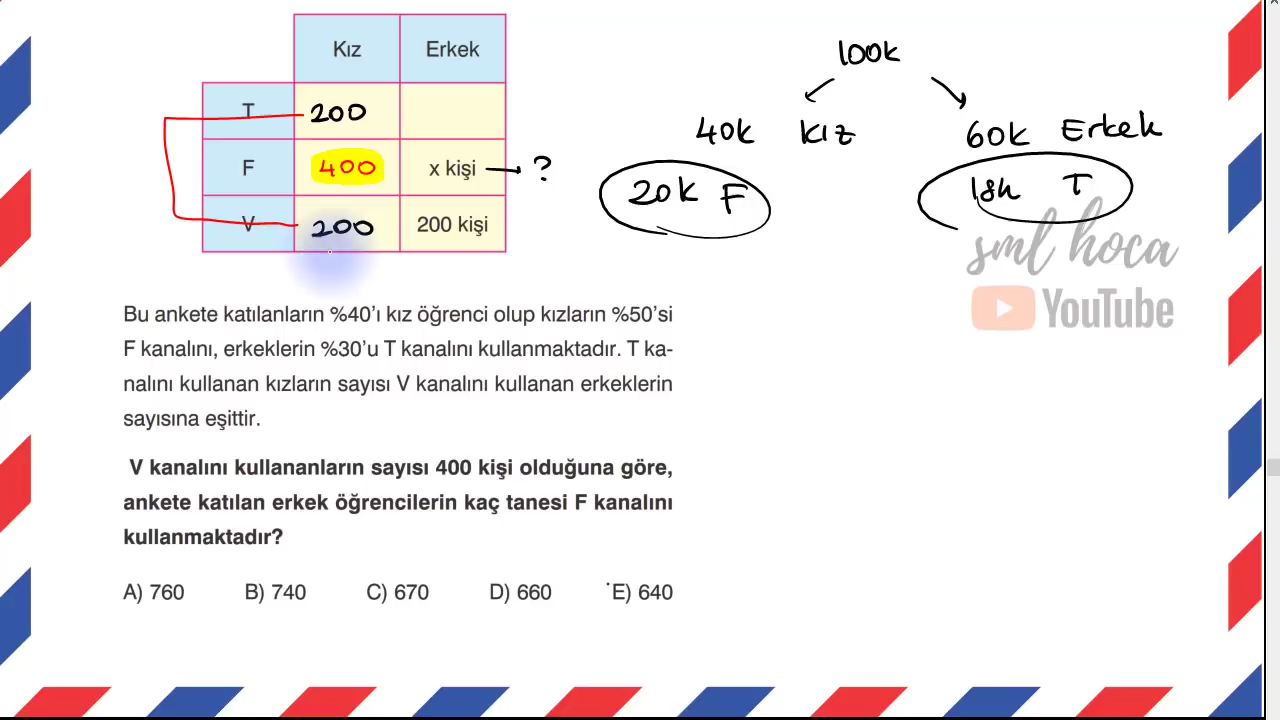 Kız Erkek
T 200
F 400 x kişi → ?
V 200 200 kişi
100k
40k kız 60k Erkek
20k F 18k T
sml hoca
YouTube
Bu ankete katılanların %40'ı kız öğrenci olup kızların %50'si
F kanalını, erkeklerin %30'u T kanalını kullanmaktadır. T ka-
nalını kullanan kızların sayısı V kanalını kullanan erkeklerin
sayısına eşittir.
V kanalını kullananların sayısı 400 kişi olduğuna göre,
ankete katılan erkek öğrencilerin kaç tanesi F kanalını
kullanmaktadır?
A) 760 B) 740 C) 670 D) 660 E) 640